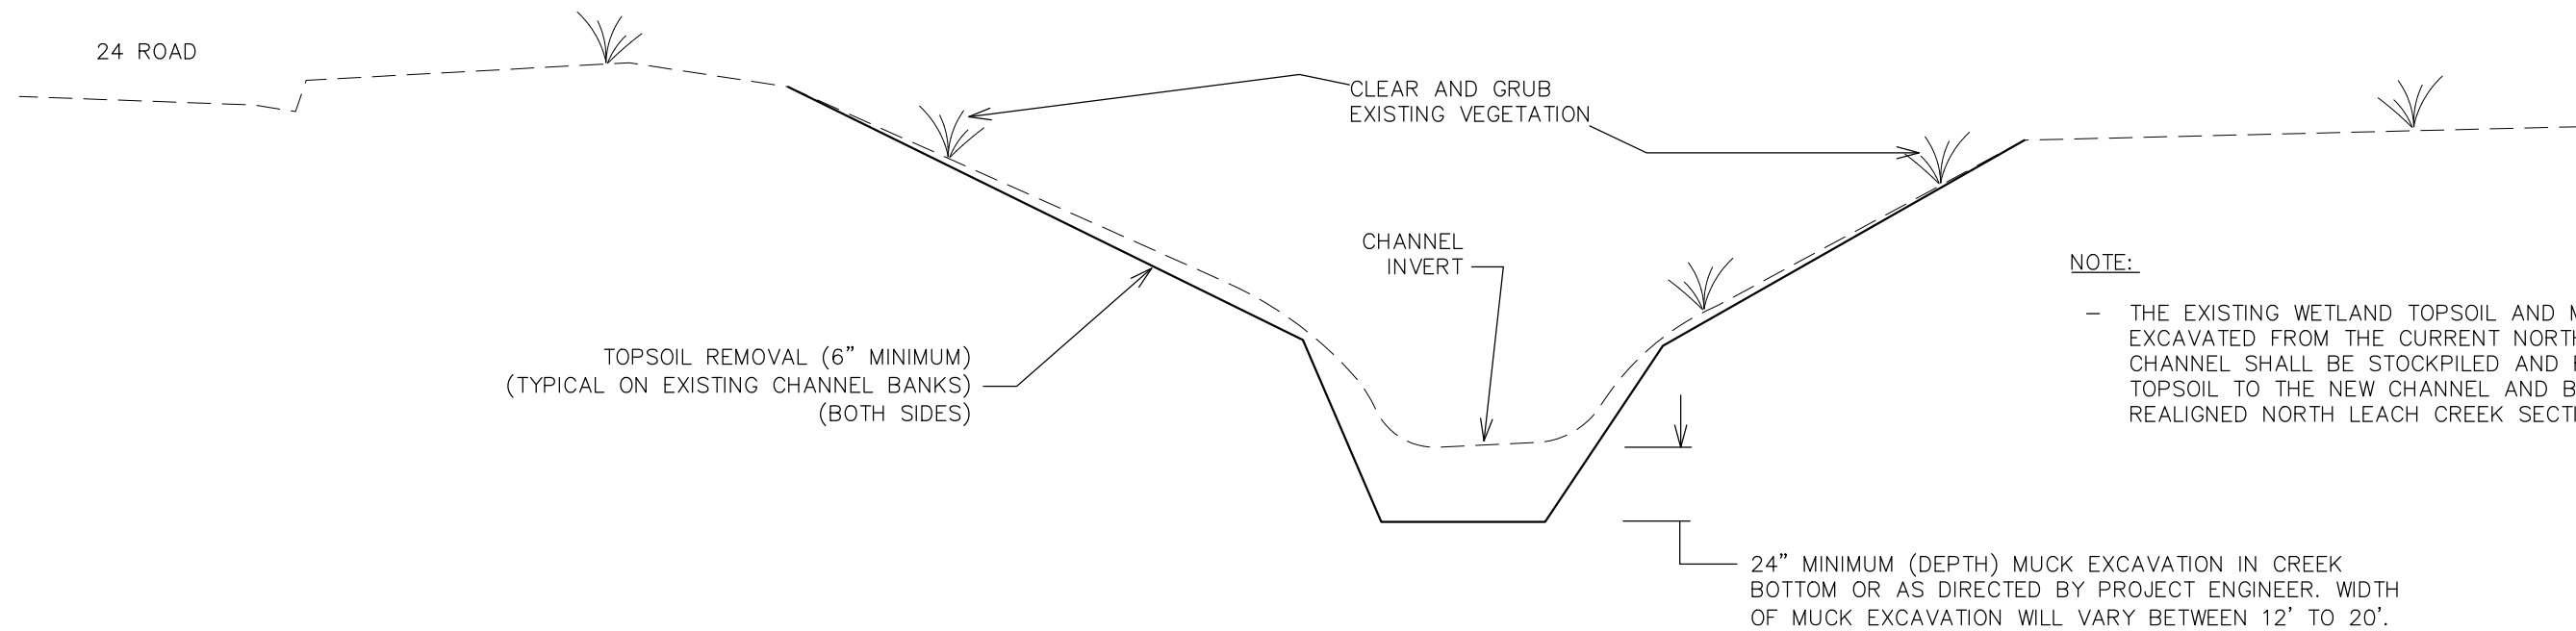 24 ROAD
CLEAR AND GRUB
EXISTING VEGETATION
CHANNEL
INVERT
TOPSOIL REMOVAL (6" MINIMUM)
(TYPICAL ON EXISTING CHANNEL BANKS)
(BOTH SIDES)
NOTE:
– THE EXISTING WETLAND TOPSOIL AND
EXCAVATED FROM THE CURRENT NORTH
CHANNEL SHALL BE STOCKPILED AND
TOPSOIL TO THE NEW CHANNEL AND
REALIGNED NORTH LEACH CREEK
24" MINIMUM (DEPTH) MUCK EXCAVATION IN CREEK
BOTTOM OR AS DIRECTED BY PROJECT ENGINEER. WIDTH
OF MUCK EXCAVATION WILL VARY BETWEEN 12' TO 20'.